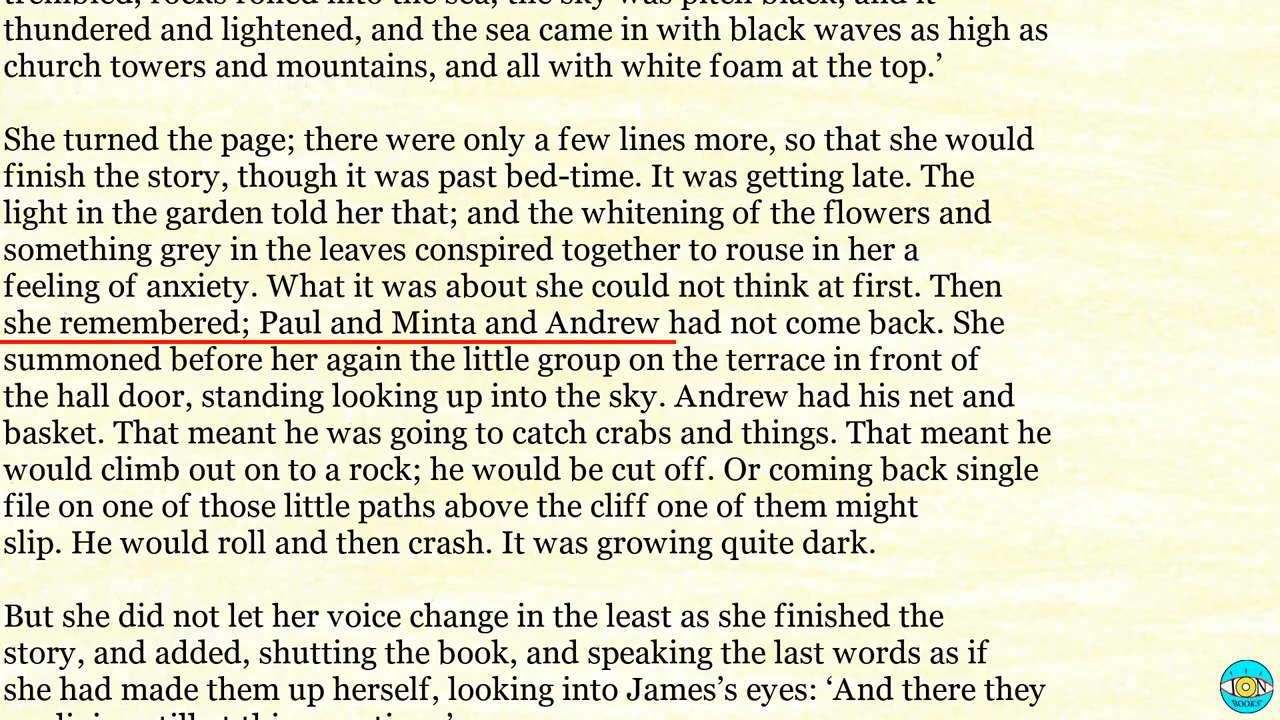 trembled, rocks rolled into the sea, the sky was pitch black, and it
thundered and lightened, and the sea came in with black waves as high as
church towers and mountains, and all with white foam at the top.’
She turned the page; there were only a few lines more, so that she would
finish the story, though it was past bed-time. It was getting late. The
light in the garden told her that; and the whitening of the flowers and
something grey in the leaves conspired together to rouse in her a
feeling of anxiety. What it was about she could not think at first. Then
she remembered; Paul and Minta and Andrew had not come back. She
summoned before her again the little group on the terrace in front of
the hall door, standing looking up into the sky. Andrew had his net and
basket. That meant he was going to catch crabs and things. That meant he
would climb out on to a rock; he would be cut off. Or coming back single
file on one of those little paths above the cliff one of them might
slip. He would roll and then crash. It was growing quite dark.
But she did not let her voice change in the least as she finished the
story, and added, shutting the book, and speaking the last words as if
she had made them up herself, looking into James’s eyes: ‘And there they
ION
BOOKS